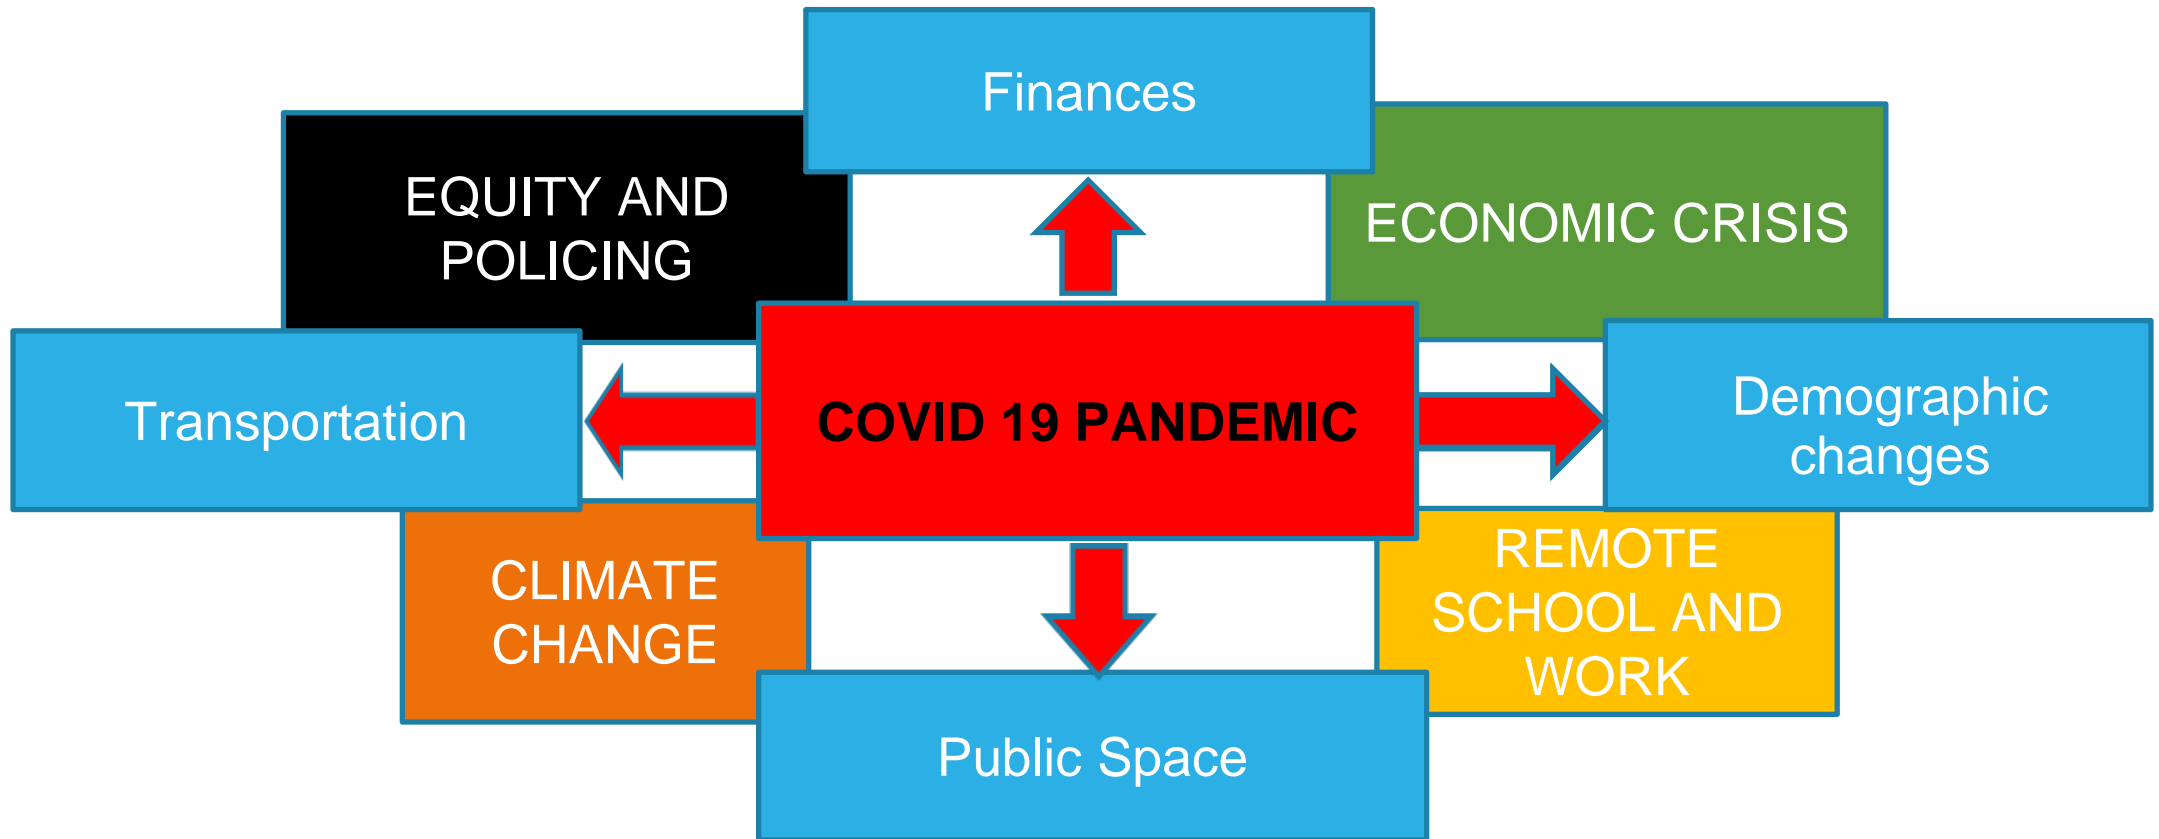 Finances
EQUITY AND
POLICING
ECONOMIC CRISIS
Transportation
COVID 19 PANDEMIC
Demographic
changes
CLIMATE
CHANGE
REMOTE
SCHOOL AND
WORK
Public Space